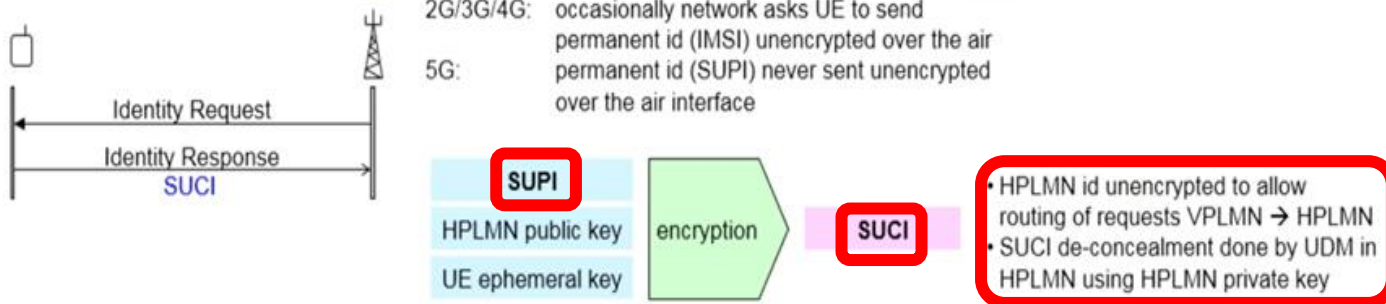 2G/3G/4G: occasionally network asks UE to send
permanent id (IMSI) unencrypted over the air
5G: permanent id (SUPI) never sent unencrypted
over the air interface
Identity Request
Identity Response
SUCI
SUPI
HPLMN public key
UE ephemeral key
encryption
SUCI
• HPLMN id unencrypted to allow
routing of requests VPLMN → HPLMN
• SUCI de-concealment done by UDM in
HPLMN using HPLMN private key